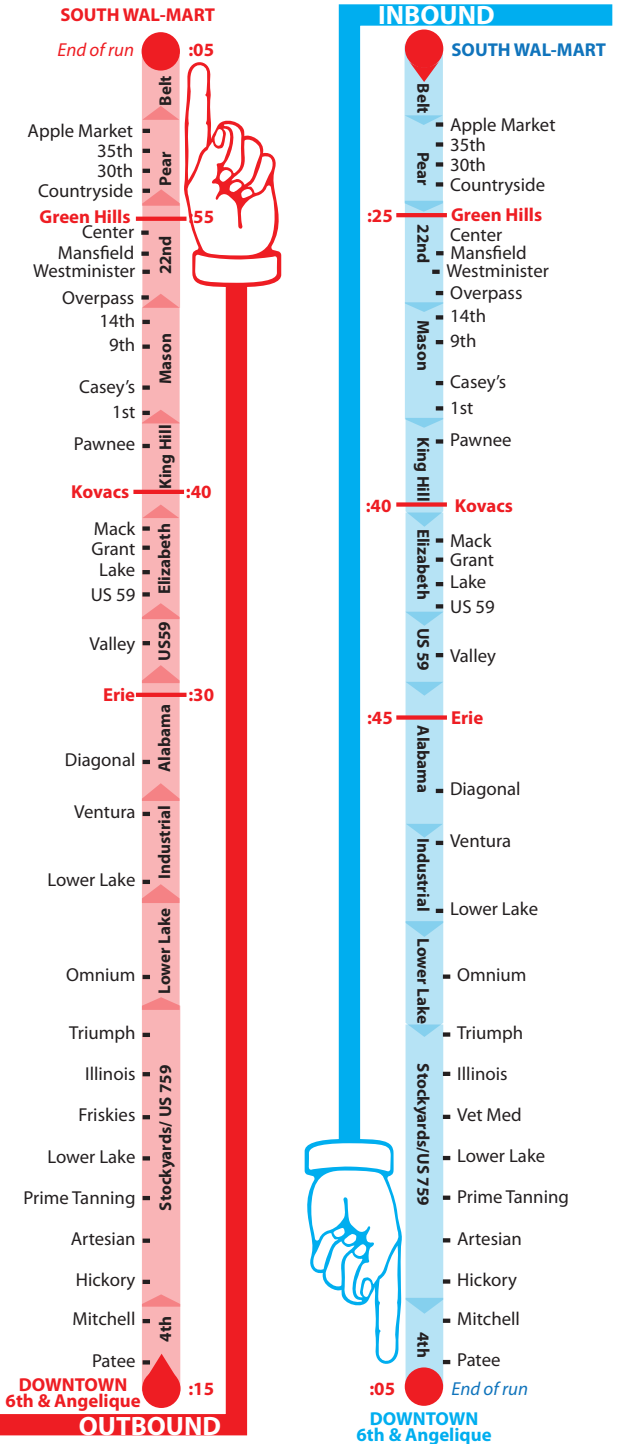 SOUTH WAL-MART
End of run :05
Belt
Apple Market
35th
30th
Countryside
Pear
Green Hills :55
Center
Mansfield
Westminister
22nd
Overpass
14th
9th
Mason
Casey's
1st
Pawnee
King Hill
Kovacs :40
Mack
Grant
Lake
US 59
Elizabeth
Valley
US59
Erie :30
Diagonal
Alabama
Ventura
Lower Lake
Industrial
Omnium
Lower Lake
Triumph
Illinois
Friskies
Lower Lake
Prime Tanning
Artesian
Hickory
Stockyards/ US 759
Mitchell
Patee
4th
DOWNTOWN
6th & Angelique :15
OUTBOUND
INBOUND
SOUTH WAL-MART
Belt
Apple Market
35th
30th
Countryside
Pear
:25 Green Hills
Center
Mansfield
Westminister
Overpass
22nd
14th
9th
Casey's
1st
Mason
Pawnee
King Hill
:40 Kovacs
Mack
Grant
Lake
US 59
Elizabeth
Valley
US 59
:45 Erie
Diagonal
Alabama
Ventura
Lower Lake
Industrial
Omnium
Lower Lake
Triumph
Illinois
Vet Med
Lower Lake
Prime Tanning
Artesian
Hickory
Stockyards/US 759
Mitchell
Patee
4th
:05 End of run
DOWNTOWN
6th & Angelique